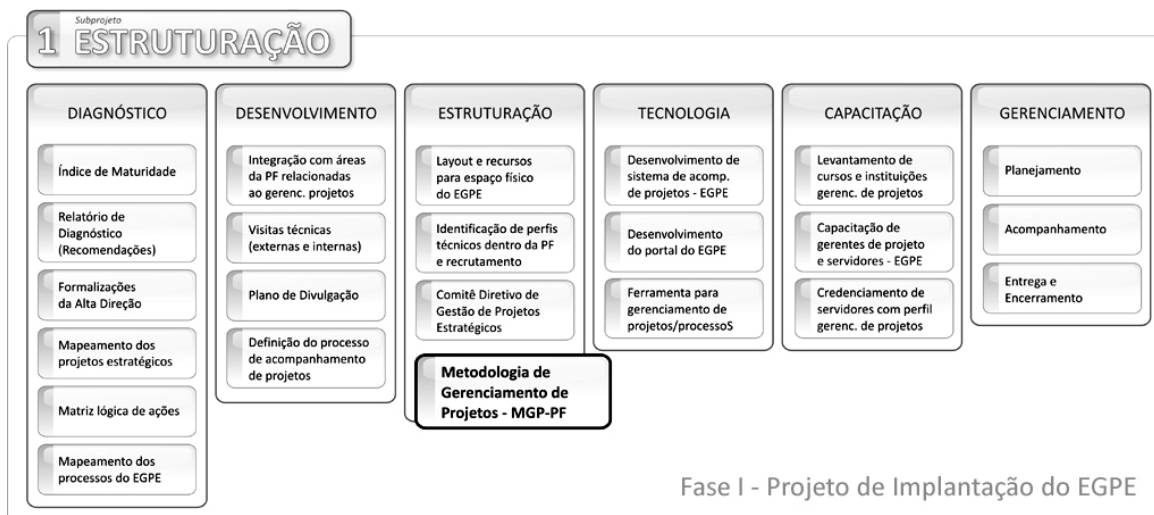 Subprojeto
1 ESTRUTURAÇÃO
DIAGNÓSTICO
Índice de Maturidade
Relatório de
Diagnóstico
(Recomendações)
Formalizações
da Alta Direção
Mapeamento dos
projetos estratégicos
Matriz lógica de ações
Mapeamento dos
processos do EGPE
DESENVOLVIMENTO
Integração com áreas
da PF relacionadas
ao gerenc. projetos
Visitas técnicas
(externas e internas)
Plano de Divulgação
Definição do processo
de acompanhamento
de projetos
ESTRUTURAÇÃO
Layout e recursos
para espaço físico
do EGPE
Identificação de perfis
técnicos dentro da PF
e recrutamento
Comitê Diretivo de
Gestão de Projetos
Estratégicos
Metodologia de
Gerenciamento de
Projetos - MGP-PF
TECNOLOGIA
Desenvolvimento de
sistema de acomp.
de projetos - EGPE
Desenvolvimento
do portal do EGPE
Ferramenta para
gerenciamento de
projetos/processoS
CAPACITAÇÃO
Levantamento de
cursos e instituições
gerenc. de projetos
Capacitação de
gerentes de projeto
e servidores - EGPE
Credenciamento de
servidores com perfil
gerenc. de projetos
GERENCIAMENTO
Planejamento
Acompanhamento
Entrega e
Encerramento
Fase I - Projeto de Implantação do EGPE